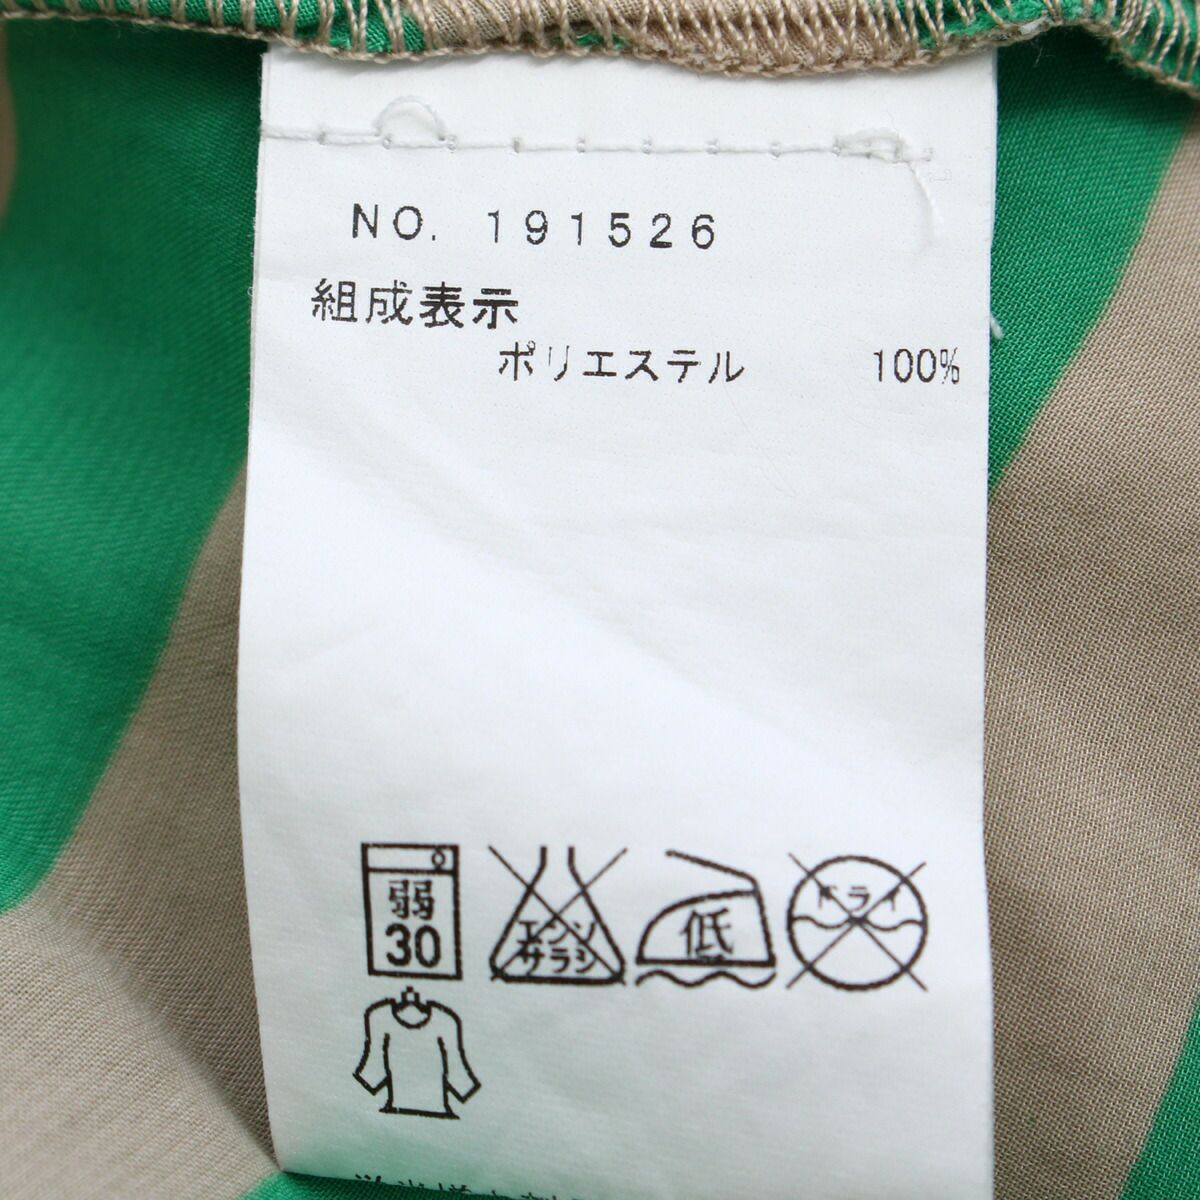 NO. 191526
組成表示
ポリエステル 100%
弱
30
エンソ
サラシ
低
ドライ